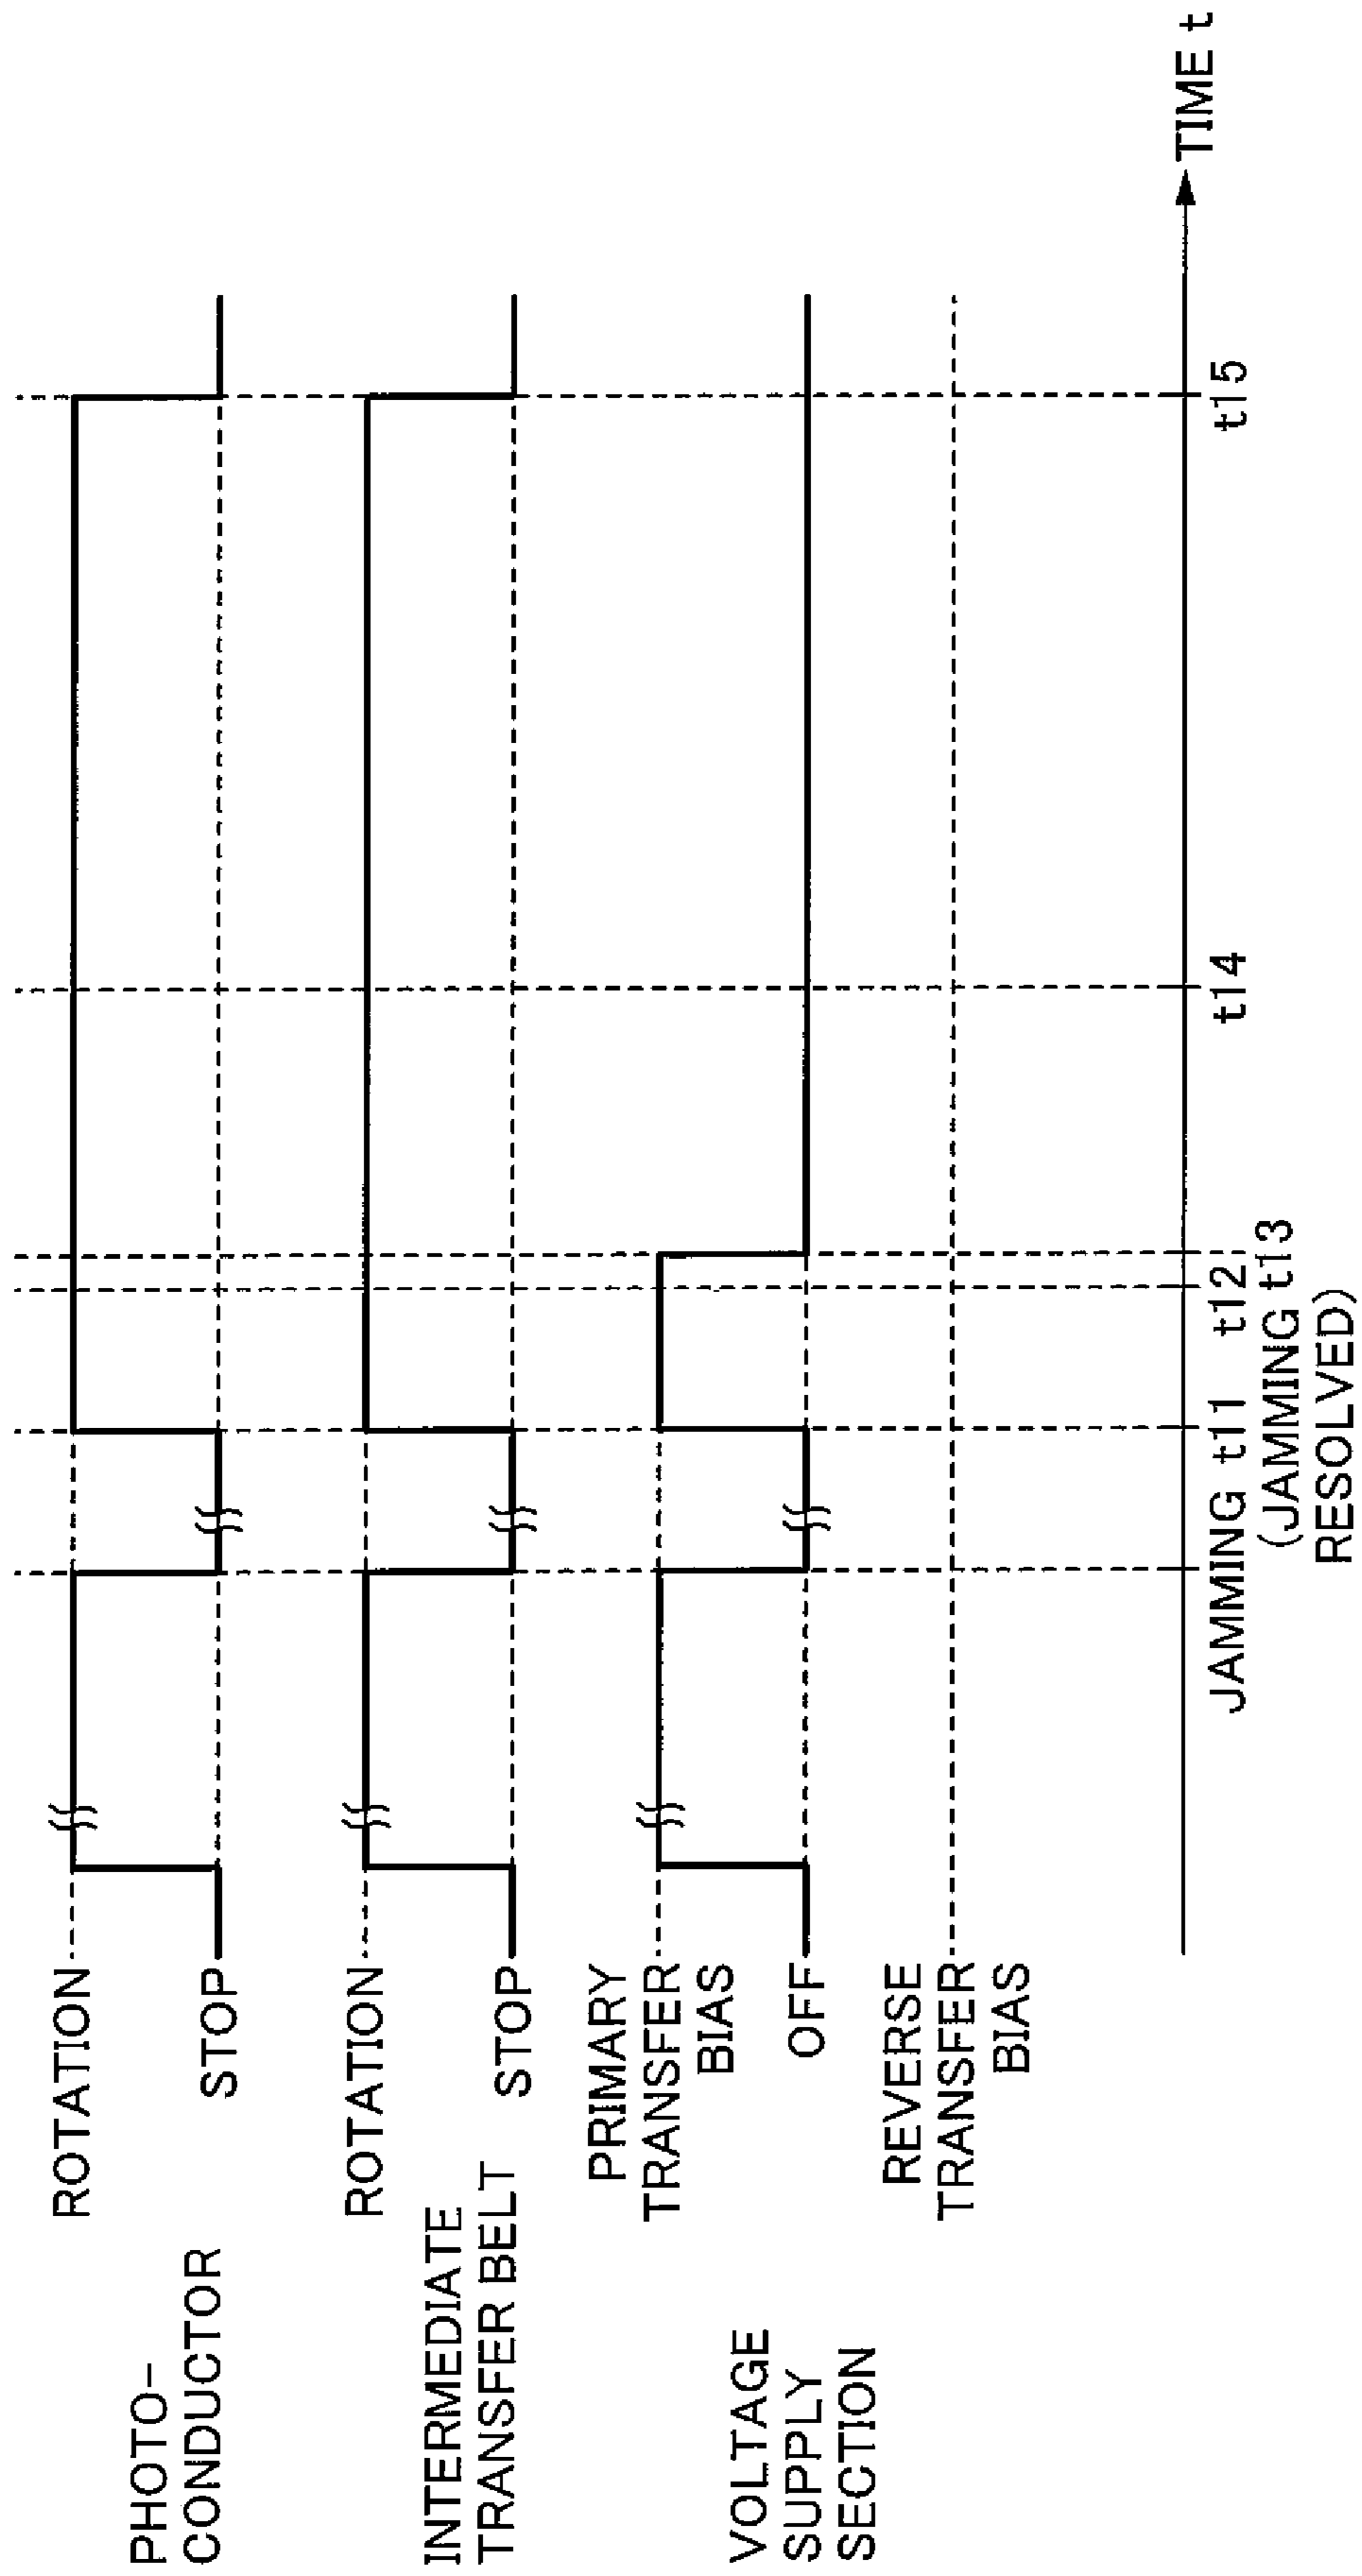 PHOTO-
CONDUCTOR
ROTATION
STOP
INTERMEDIATE
TRANSFER BELT
ROTATION
STOP
VOLTAGE
SUPPLY
SECTION
PRIMARY
TRANSFER
BIAS
OFF
REVERSE
TRANSFER
BIAS
JAMMING t11 t12
(JAMMING t13
RESOLVED)
t14
t15
TIME t